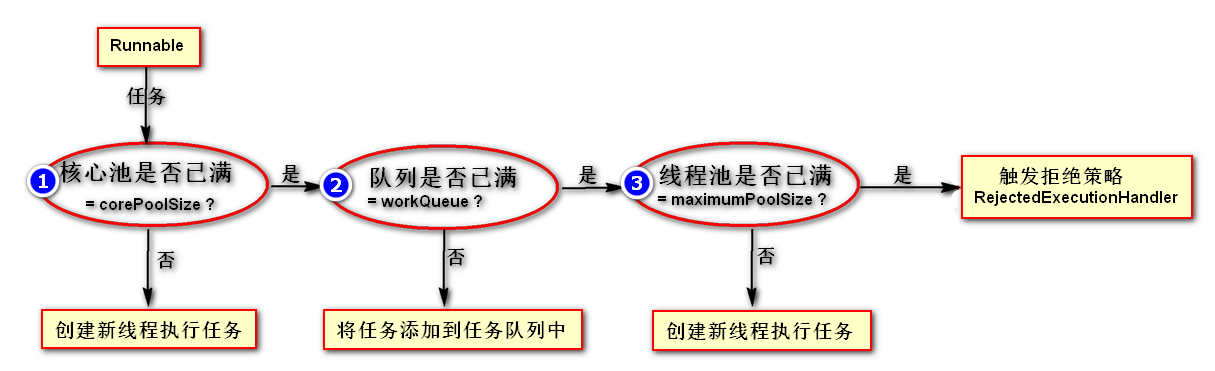 Runnable
任务
1
核心池是否已满
= corePoolSize ?
是
2
队列是否已满
= workQueue ?
是
3
线程池是否已满
= maximumPoolSize ?
是
触发拒绝策略
RejectedExecutionHandler
否
否
否
创建新线程执行任务
将任务添加到任务队列中
创建新线程执行任务